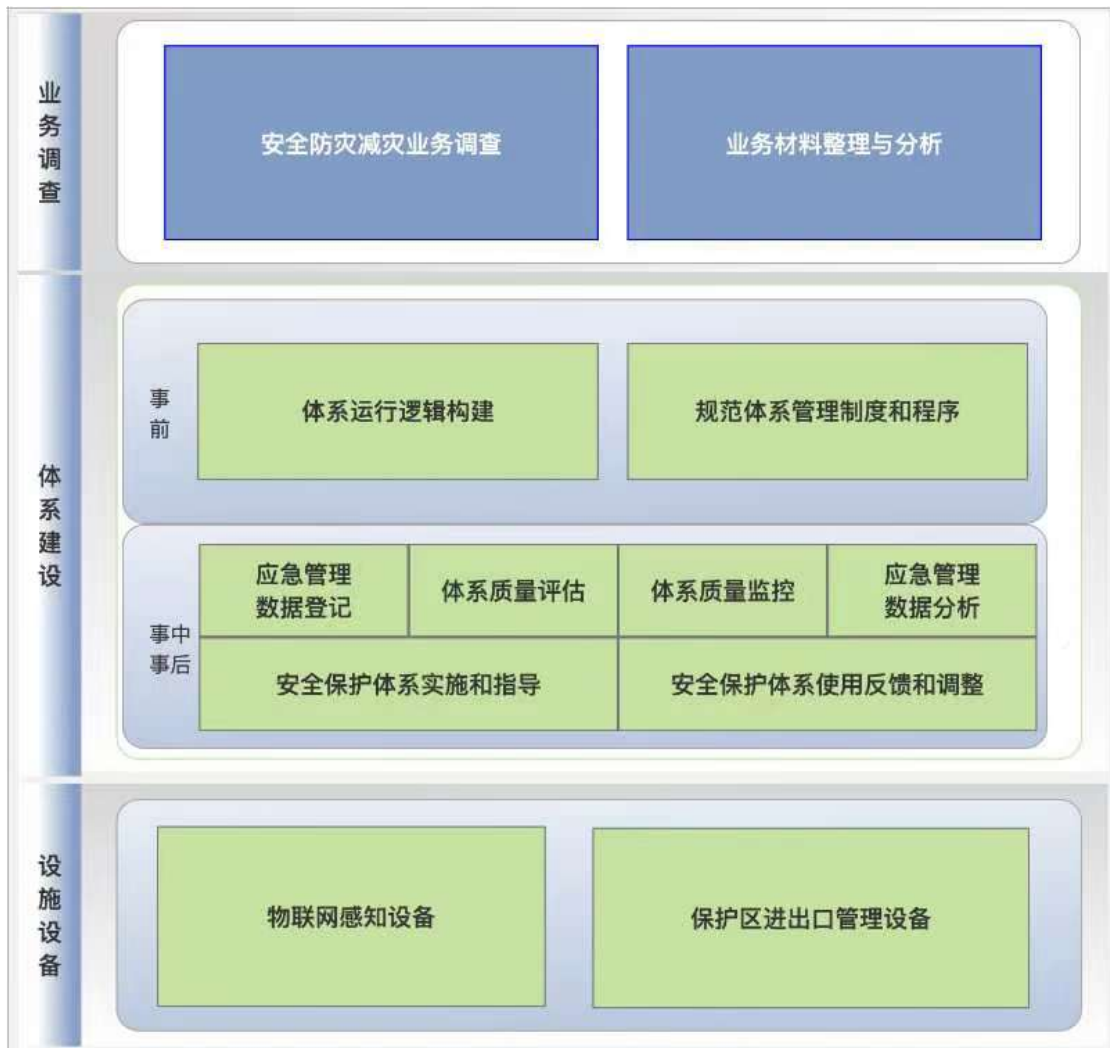 业务调查
安全防灾减灾业务调查
业务材料整理与分析
体系建设
事前
体系运行逻辑构建
规范体系管理制度和程序
事中
事后
应急管理
数据登记
体系质量评估
体系质量监控
应急管理
数据分析
安全保护体系实施和指导
安全保护体系使用反馈和调整
设施设备
物联网感知设备
保护区进出口管理设备